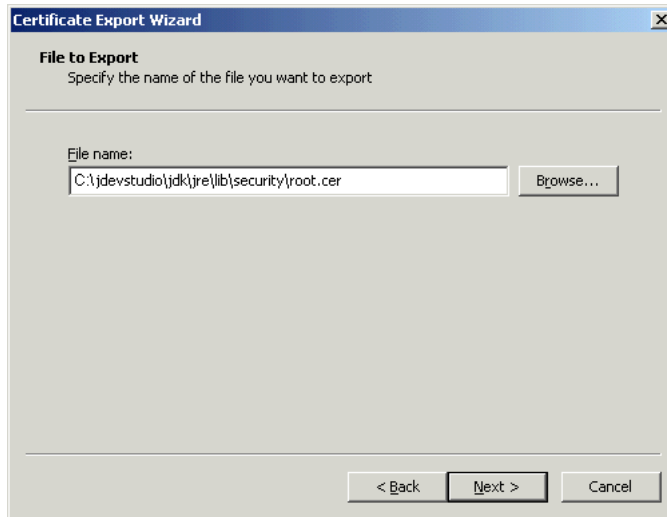 Certificate Export Wizard
File to Export
Specify the name of the file you want to export
File name:
C:\jdevstudio\jdk\jre\lib\security\root.cer
Browse...
< Back
Next >
Cancel